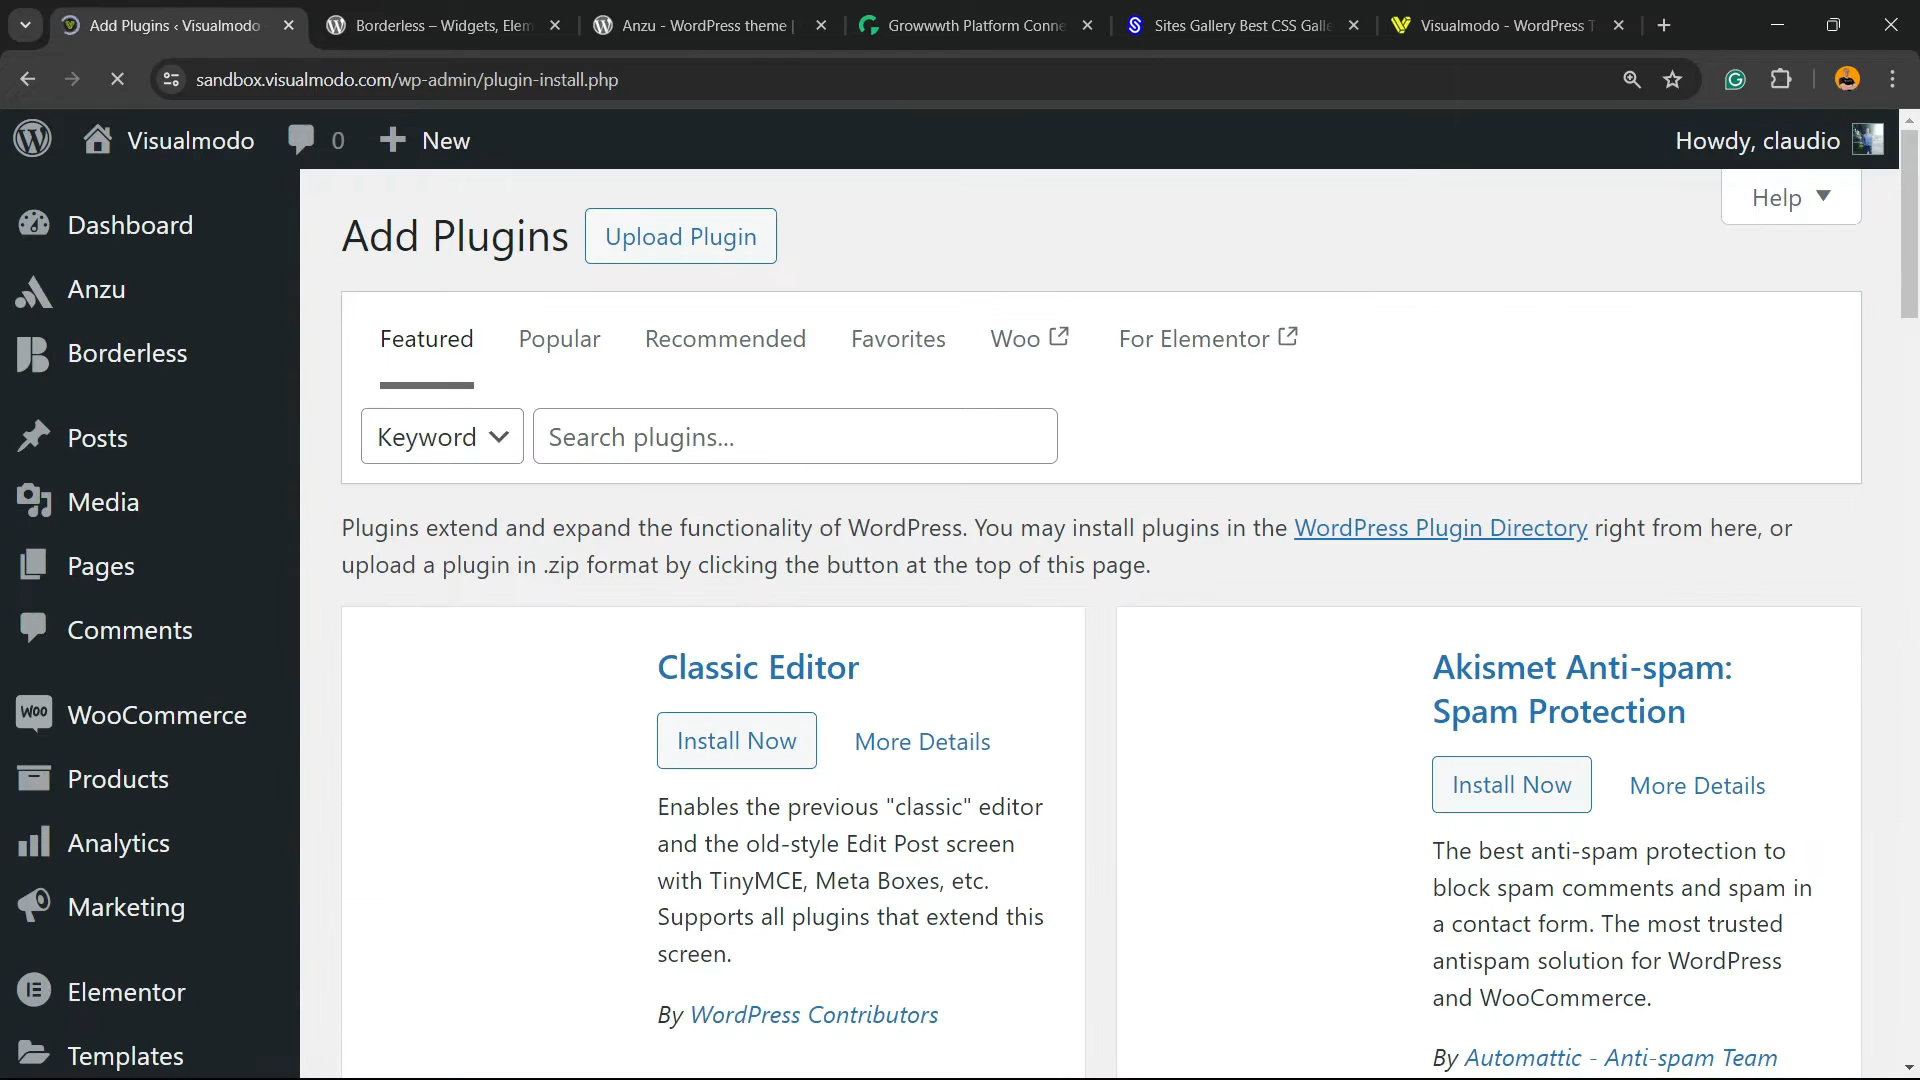 Add Plugins ‹ Visualmodo
Borderless – Widgets, Elem
Anzu - WordPress theme |
Growwwth Platform Conne
Sites Gallery Best CSS Galle
Visualmodo - WordPress T
sandbox.visualmodo.com/wp-admin/plugin-install.php
Visualmodo
0
New
Howdy, claudio
Help
Dashboard
Anzu
Borderless
Posts
Media
Pages
Comments
WooCommerce
Products
Analytics
Marketing
Elementor
Templates
Add Plugins
Upload Plugin
Featured
Popular
Recommended
Favorites
Woo
For Elementor
Keyword
Search plugins...
Plugins extend and expand the functionality of WordPress. You may install plugins in the WordPress Plugin Directory right from here, or
upload a plugin in .zip format by clicking the button at the top of this page.
Classic Editor
Install Now
More Details
Enables the previous "classic" editor
and the old-style Edit Post screen
with TinyMCE, Meta Boxes, etc.
Supports all plugins that extend this
screen.
By WordPress Contributors
Akismet Anti-spam:
Spam Protection
Install Now
More Details
The best anti-spam protection to
block spam comments and spam in
a contact form. The most trusted
antispam solution for WordPress
and WooCommerce.
By Automattic - Anti-spam Team